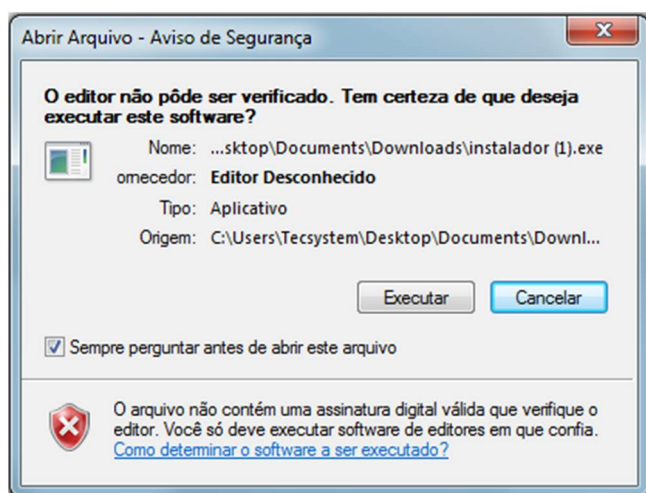 Abrir Arquivo - Aviso de Segurança
O editor não pôde ser verificado. Tem certeza de que deseja
executar este software?
Nome: ...sktop\Documents\Downloads\instalador (1).exe
ornecedor: Editor Desconhecido
Tipo: Aplicativo
Origem: C:\Users\Tecsystem\Desktop\Documents\Downl...
Executar Cancelar
Sempre perguntar antes de abrir este arquivo
O arquivo não contém uma assinatura digital válida que verifique o
editor. Você só deve executar software de editores em que confia.
Como determinar o software a ser executado?